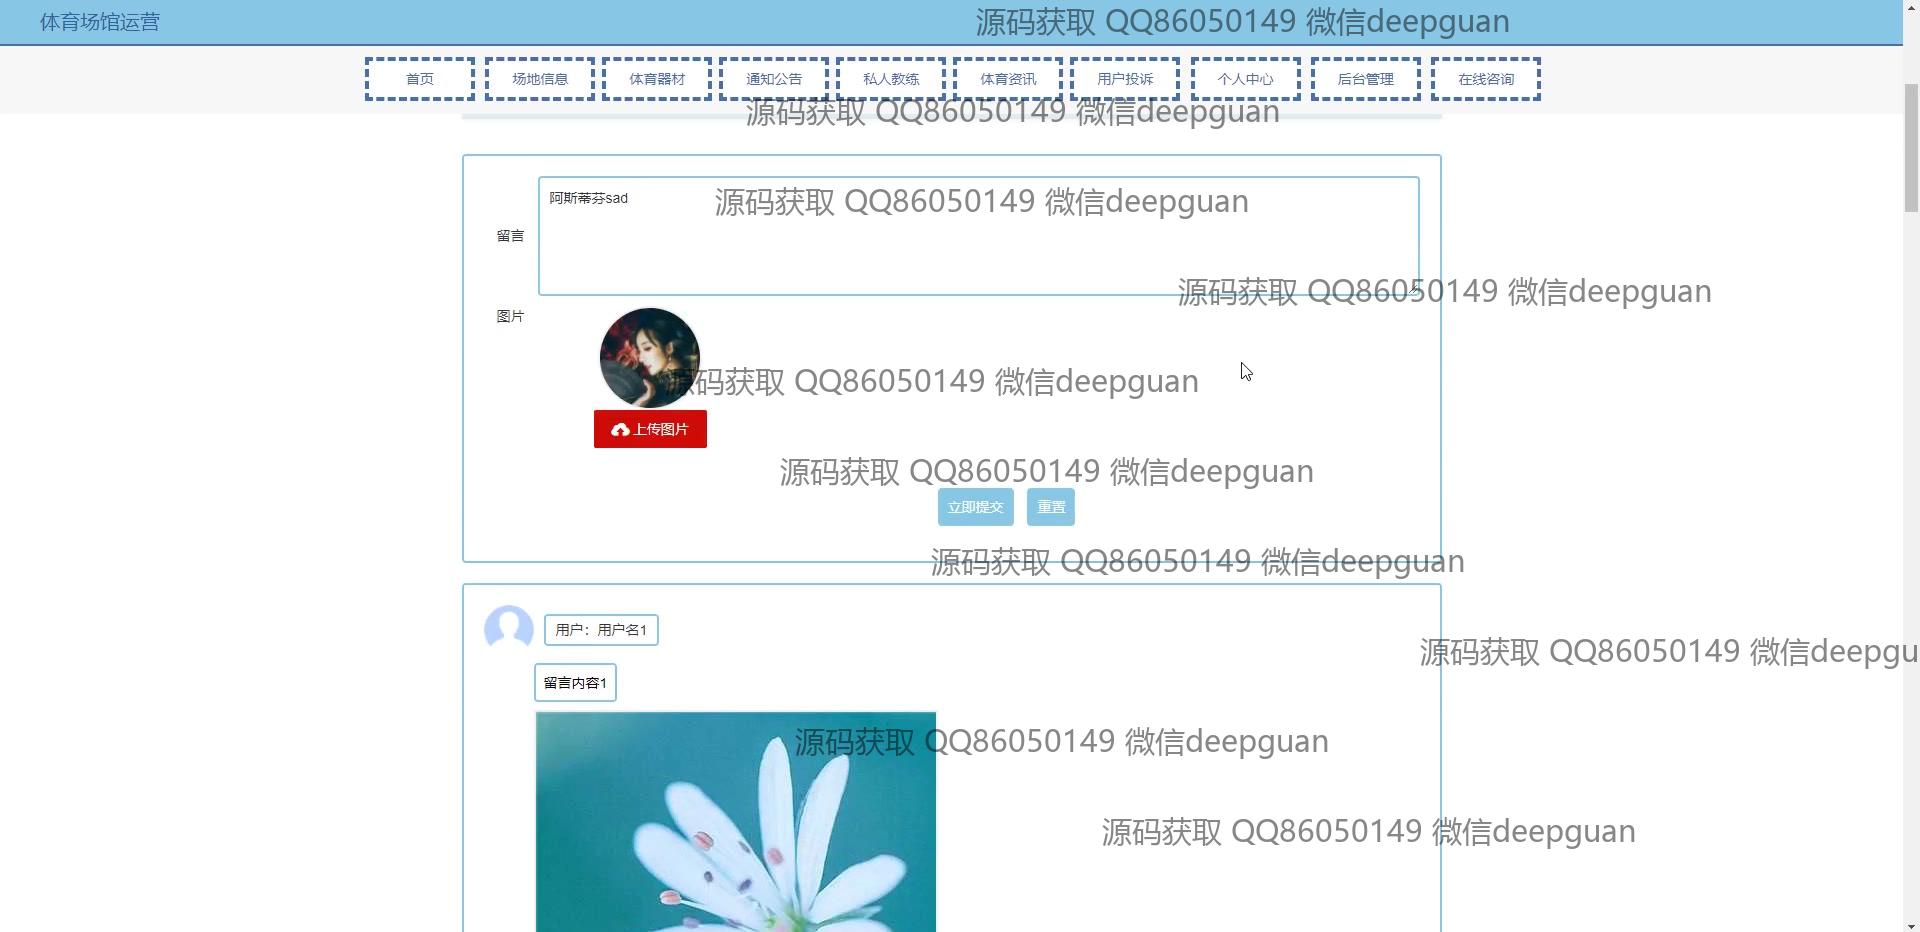 体育场馆运营
源码获取 QQ86050149 微信deepguan
首页 场地信息 体育器材 通知公告 私人教练 体育资讯 用户投诉 个人中心 后台管理 在线咨询
源码获取 QQ86050149 微信deepguan
阿斯蒂芬sad
源码获取 QQ86050149 微信deepguan
留言
源码获取 QQ86050149 微信deepguan
图片
源码获取 QQ86050149 微信deepguan
上传图片
源码获取 QQ86050149 微信deepguan
立即提交 重置
源码获取 QQ86050149 微信deepguan
用户：用户名1
源码获取 QQ86050149 微信deepgu
留言内容1
源码获取 QQ86050149 微信deepguan
源码获取 QQ86050149 微信deepguan